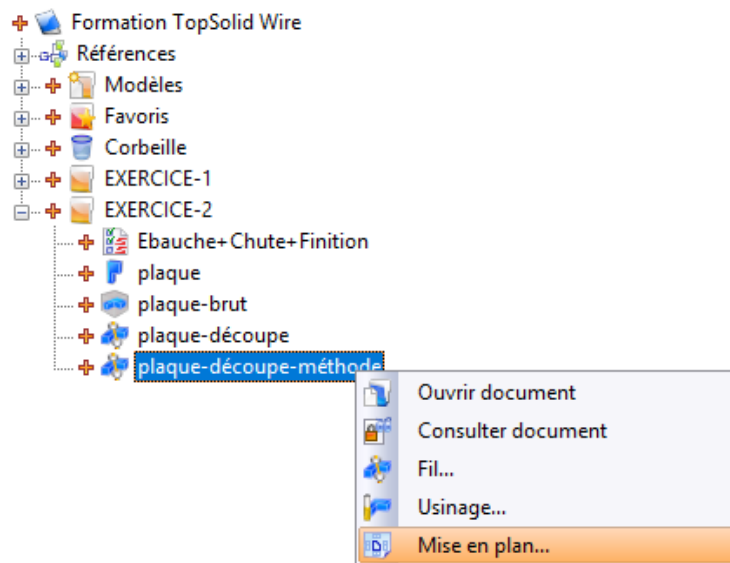 Formation TopSolid Wire
Références
Modèles
Favoris
Corbeille
EXERCICE-1
EXERCICE-2
Ebauche+Chute+Finition
plaque
plaque-brut
plaque-découpe
plaque-découpe-méthode
Ouvrir document
Consulter document
Fil...
Usinage...
Mise en plan...